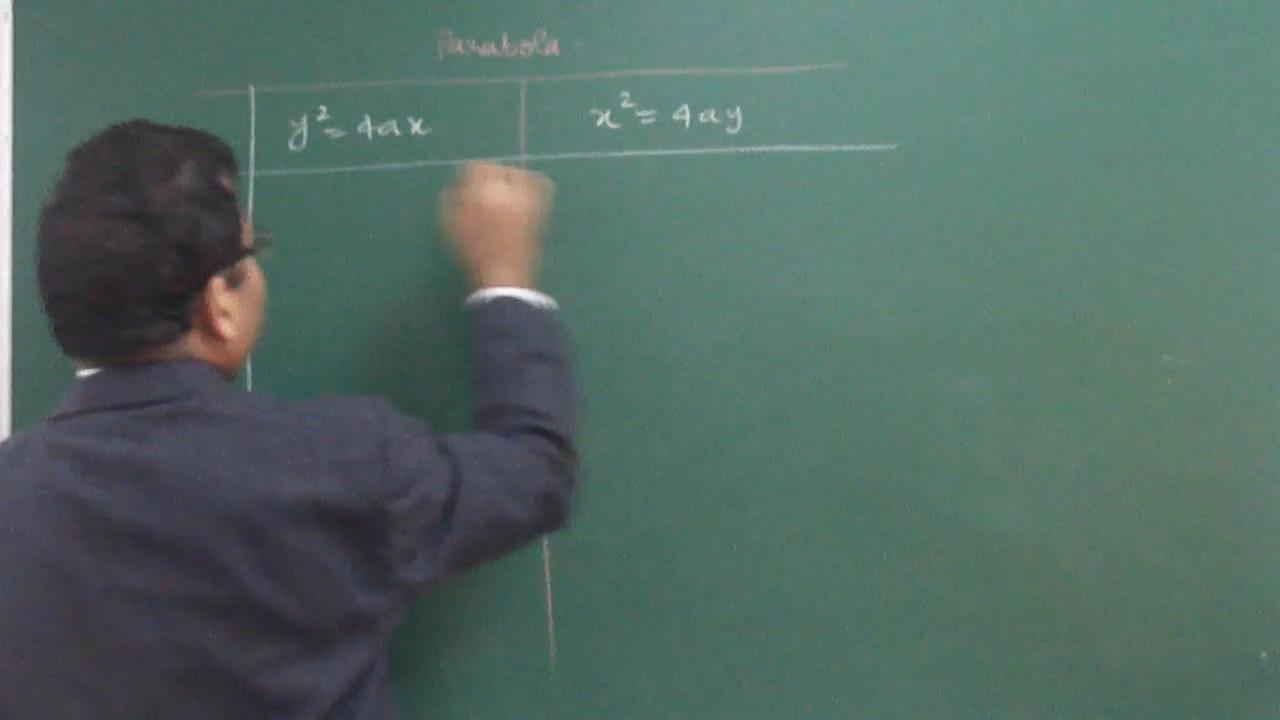 Parabola
y² = 4ax
x² = 4ay